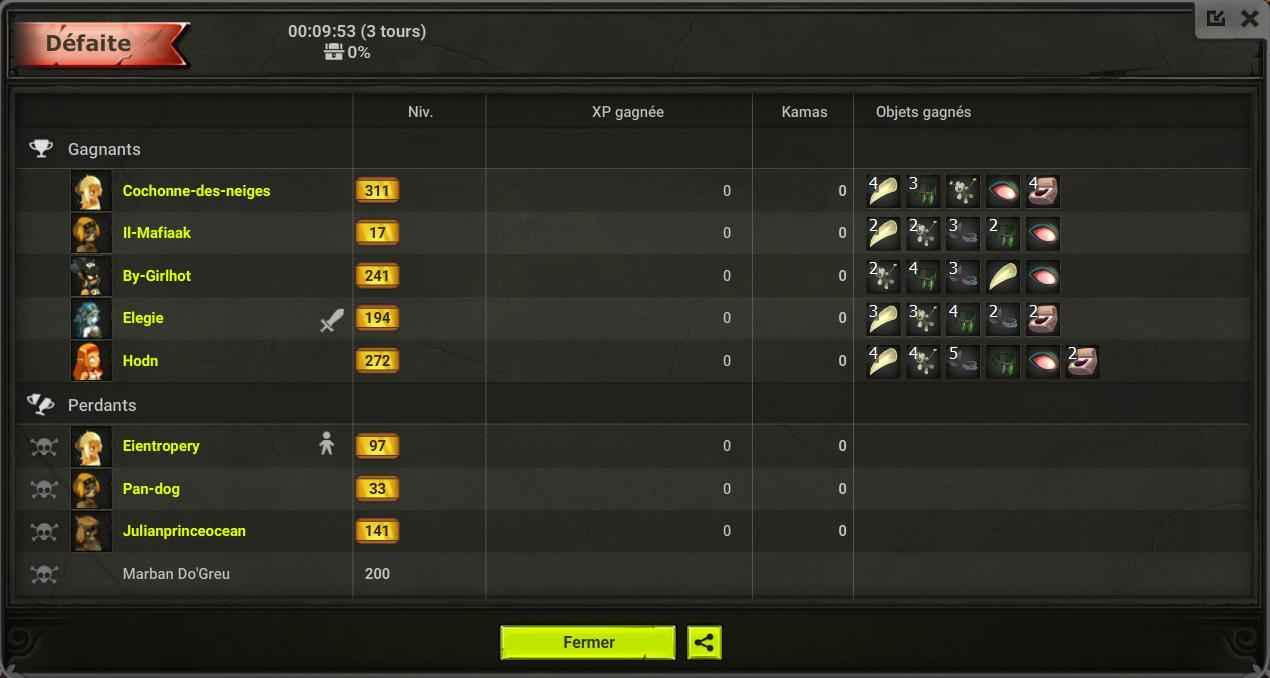 Défaite
00:09:53 (3 tours)
0%
Niv. XP gagnée Kamas Objets gagnés
Gagnants
Cochonne-des-neiges 311 0 0 4 3 4
Il-Mafiaak 17 0 0 2 2 3 2
By-Girlhot 241 0 0 2 4 3
Elegie 194 0 0 3 3 4 2 2
Hodn 272 0 0 4 4 5 2
Perdants
Eientropery 97 0 0
Pan-dog 33 0 0
Julianprinceocean 141 0 0
Marban Do'Greu 200
Fermer